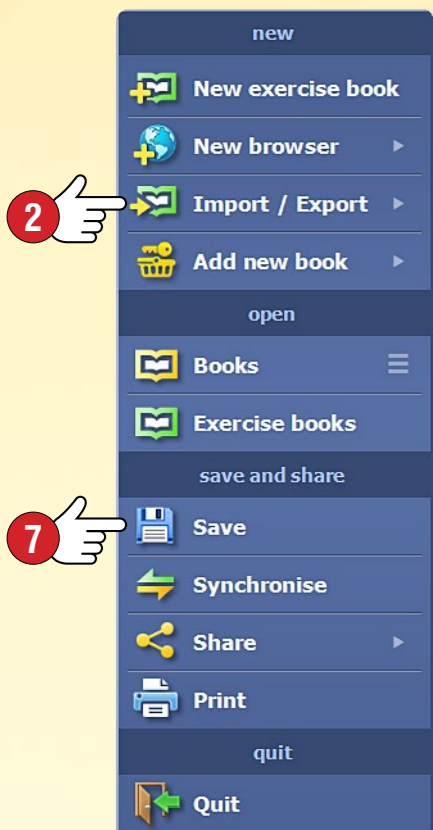 new
New exercise book
New browser
2
Import / Export
Add new book
open
Books
Exercise books
save and share
7
Save
Synchronise
Share
Print
quit
Quit